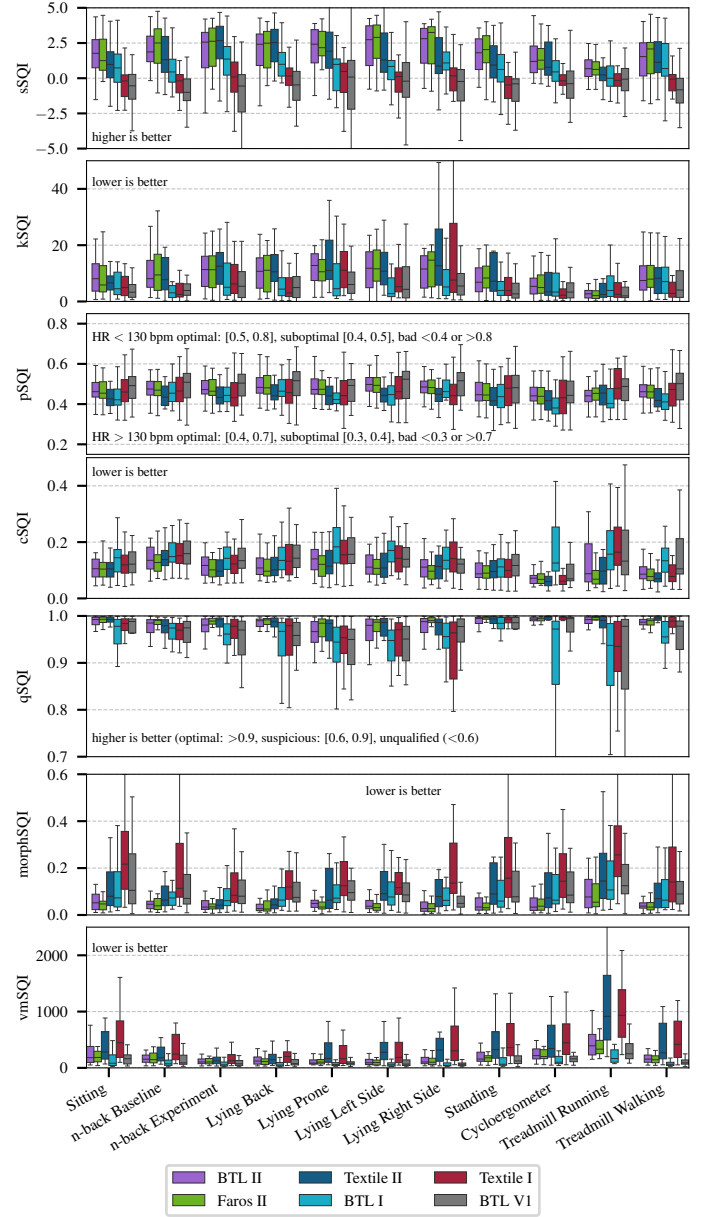 5.0
2.5
0.0
−2.5
−5.0
sSQI
higher is better
40
20
0
kSQI
lower is better
0.8
0.6
0.4
0.2
pSQI
HR < 130 bpm optimal: [0.5, 0.8], suboptimal [0.4, 0.5], bad <0.4 or >0.8
HR > 130 bpm optimal: [0.4, 0.7], suboptimal [0.3, 0.4], bad <0.3 or >0.7
0.4
0.2
0.0
cSQI
lower is better
1.0
0.9
0.8
0.7
qSQI
higher is better (optimal: >0.9, suspicious: [0.6, 0.9], unqualified (<0.6)
0.6
0.4
0.2
0.0
morphSQI
lower is better
2000
1000
0
vmSQI
lower is better
Sitting
n-back Baseline
n-back Experiment
Lying Back
Lying Prone
Lying Left Side
Lying Right Side
Standing
Cycloergometer
Treadmill Running
Treadmill Walking
BTL II
Textile II
Textile I
Faros II
BTL I
BTL V1